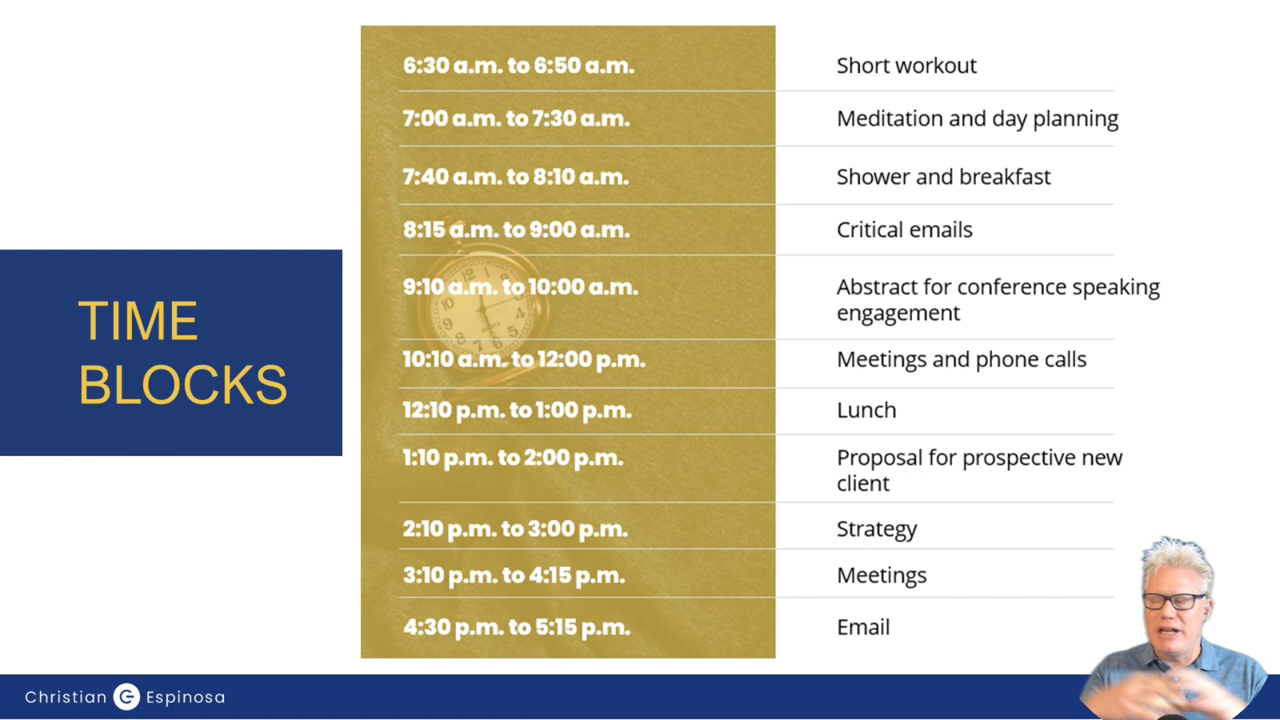 TIME
BLOCKS
6:30 a.m. to 6:50 a.m. Short workout
7:00 a.m. to 7:30 a.m. Meditation and day planning
7:40 a.m. to 8:10 a.m. Shower and breakfast
8:15 a.m. to 9:00 a.m. Critical emails
9:10 a.m. to 10:00 a.m. Abstract for conference speaking
engagement
10:10 a.m. to 12:00 p.m. Meetings and phone calls
12:10 p.m. to 1:00 p.m. Lunch
1:10 p.m. to 2:00 p.m. Proposal for prospective new
client
2:10 p.m. to 3:00 p.m. Strategy
3:10 p.m. to 4:15 p.m. Meetings
4:30 p.m. to 5:15 p.m. Email
Christian Espinosa